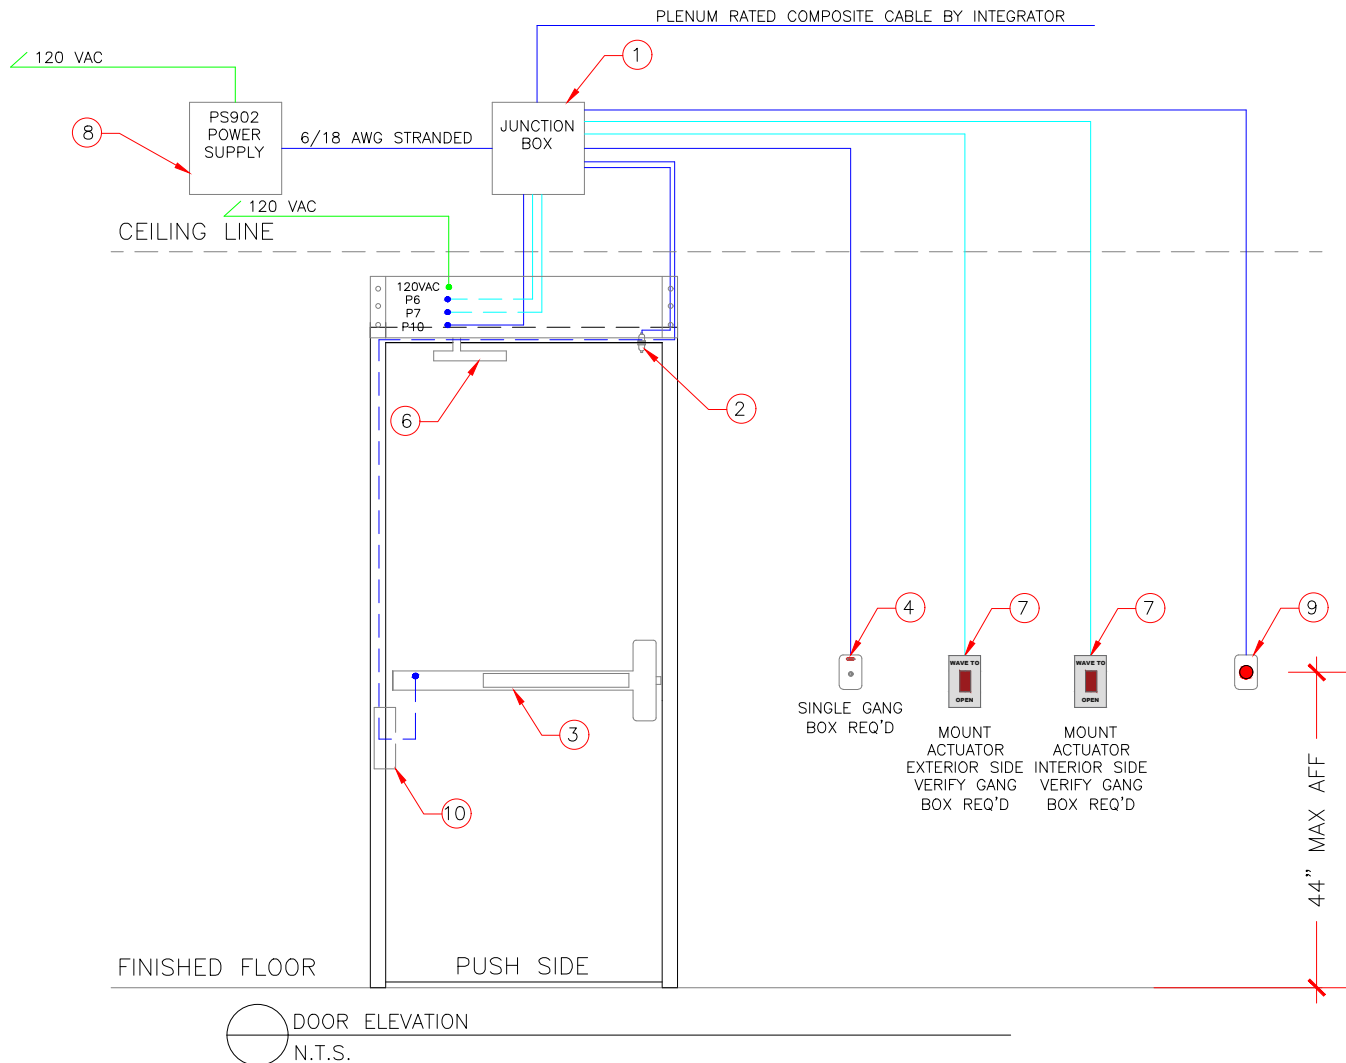 PLENUM RATED COMPOSITE CABLE BY INTEGRATOR
120 VAC
1
8
PS902
POWER
SUPPLY
6/18 AWG STRANDED
JUNCTION
BOX
120 VAC
CEILING LINE
120VAC
P6
P7
P10
6
2
4
7
7
9
WAVE TO
OPEN
WAVE TO
OPEN
SINGLE GANG
BOX REQ'D
MOUNT
ACTUATOR
EXTERIOR SIDE
VERIFY GANG
BOX REQ'D
MOUNT
ACTUATOR
INTERIOR SIDE
VERIFY GANG
BOX REQ'D
3
10
44" MAX AFF
FINISHED FLOOR
PUSH SIDE
DOOR ELEVATION
N.T.S.